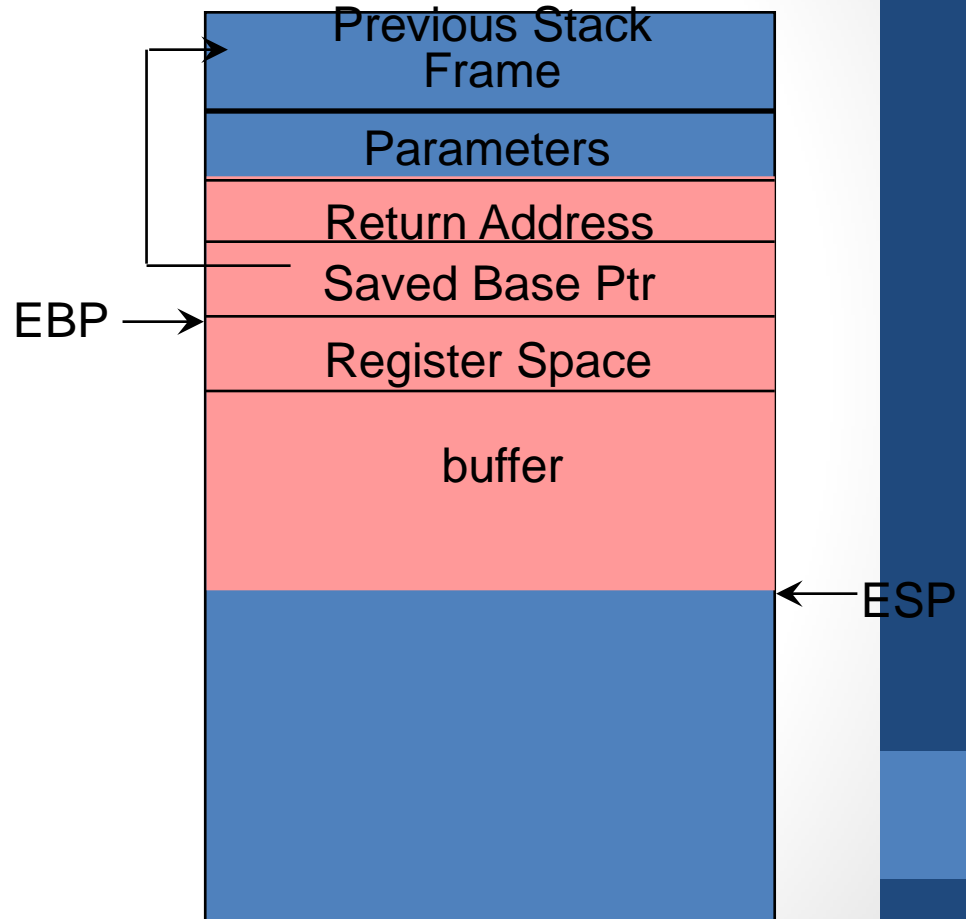 Previous Stack
Frame
Parameters
Return Address
Saved Base Ptr
EBP
Register Space
buffer
ESP